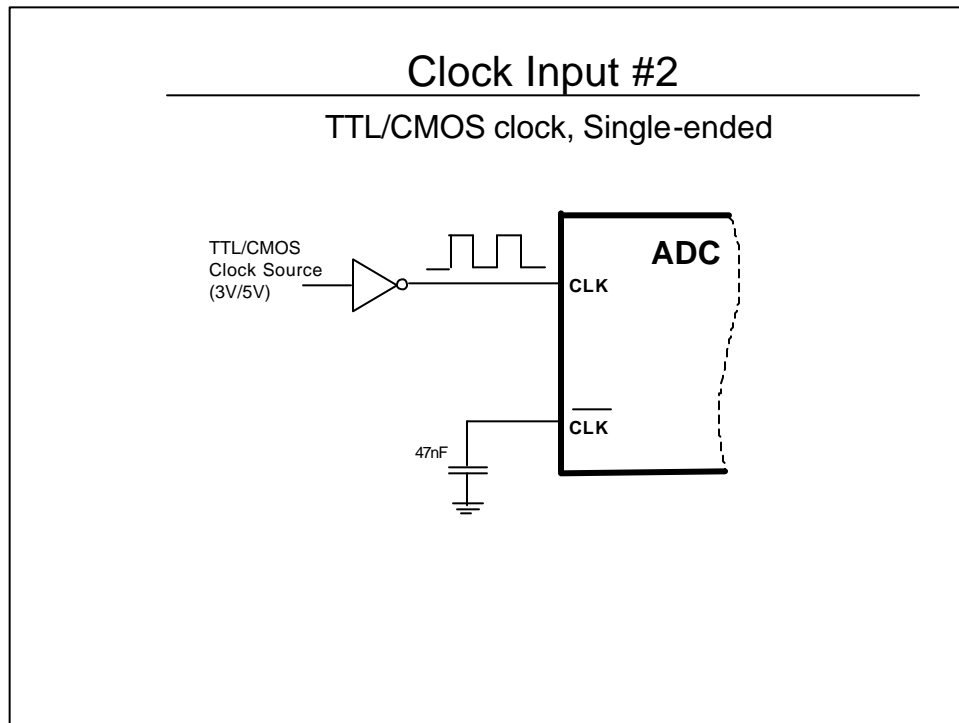 Clock Input #2
TTL/CMOS clock, Single-ended
TTL/CMOS
Clock Source
(3V/5V)
ADC
CLK
CLK
47nF